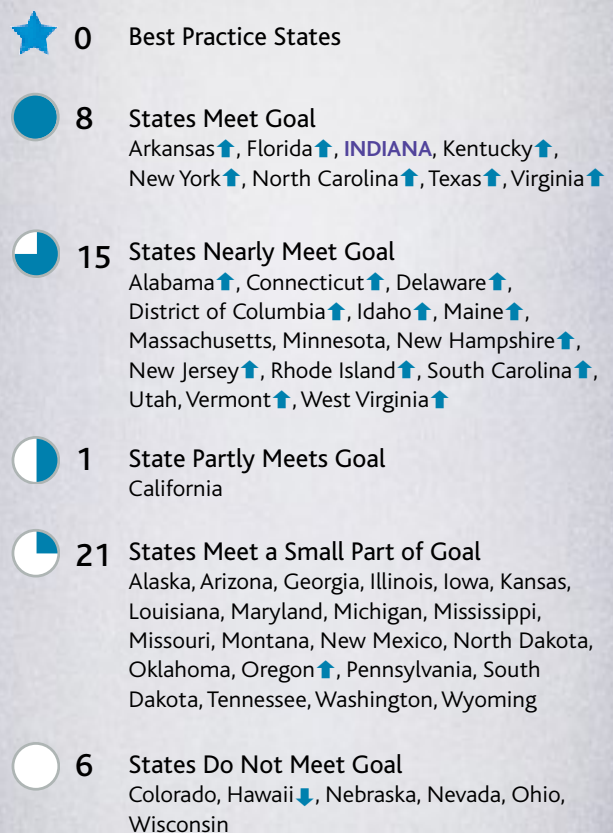 0 Best Practice States
8 States Meet Goal
Arkansas⬆, Florida⬆, INDIANA, Kentucky⬆,
New York⬆, North Carolina⬆, Texas⬆, Virginia⬆
15 States Nearly Meet Goal
Alabama⬆, Connecticut⬆, Delaware⬆,
District of Columbia⬆, Idaho⬆, Maine⬆,
Massachusetts, Minnesota, New Hampshire⬆,
New Jersey⬆, Rhode Island⬆, South Carolina⬆,
Utah, Vermont⬆, West Virginia⬆
1 State Partly Meets Goal
California
21 States Meet a Small Part of Goal
Alaska, Arizona, Georgia, Illinois, Iowa, Kansas,
Louisiana, Maryland, Michigan, Mississippi,
Missouri, Montana, New Mexico, North Dakota,
Oklahoma, Oregon⬆, Pennsylvania, South
Dakota, Tennessee, Washington, Wyoming
6 States Do Not Meet Goal
Colorado, Hawaii⬇, Nebraska, Nevada, Ohio,
Wisconsin